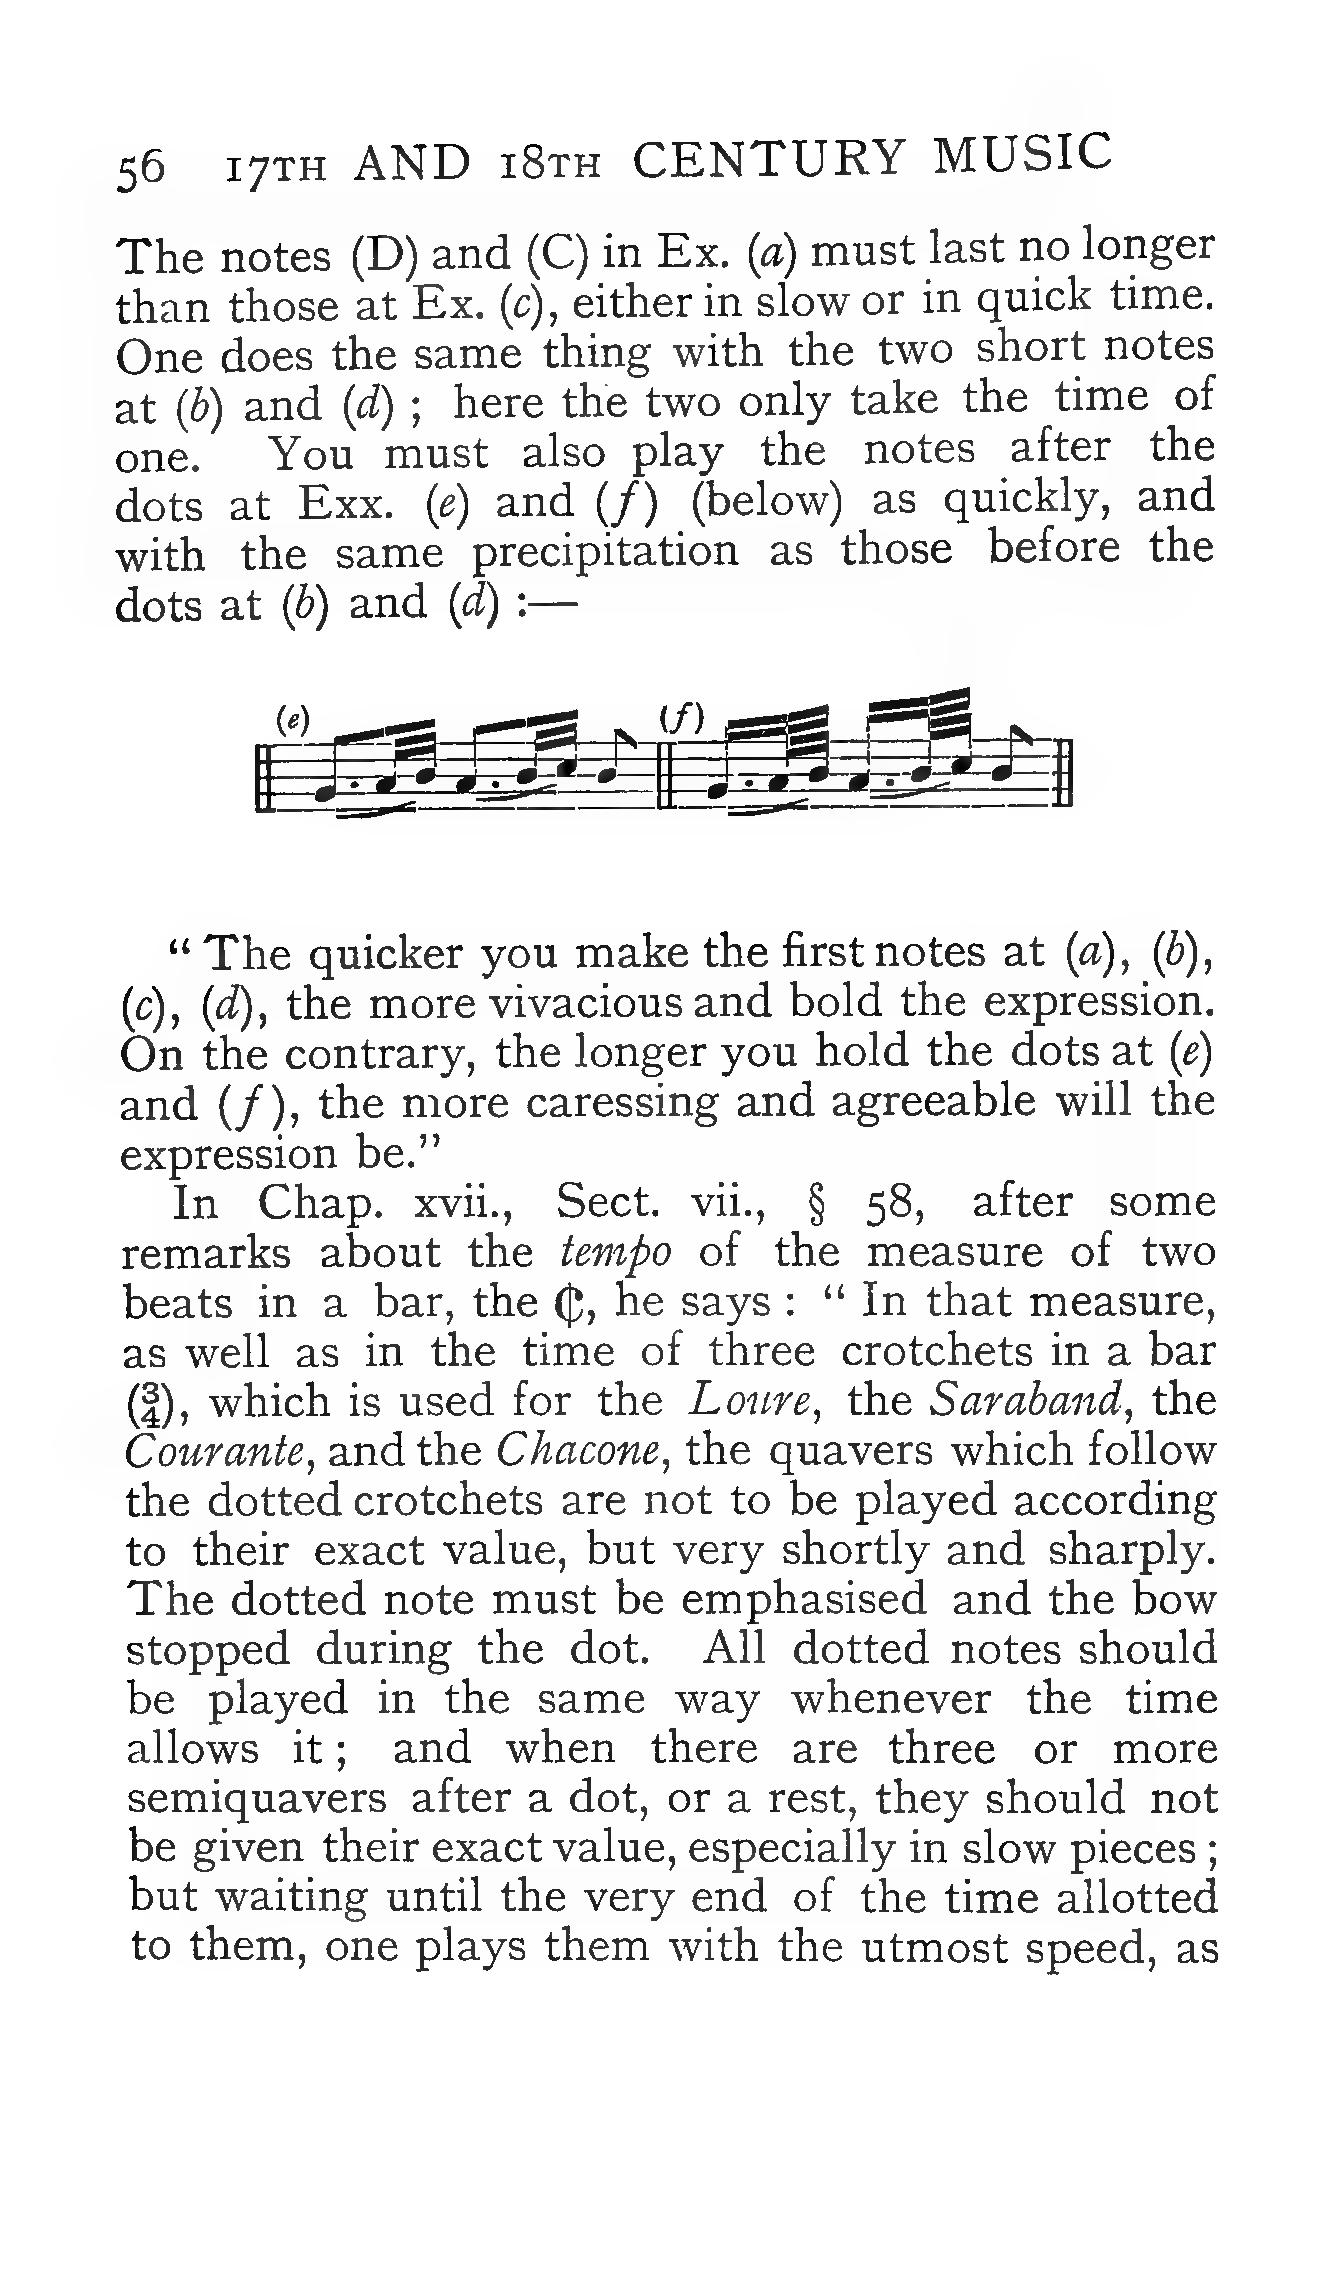 56 17TH AND 18TH CENTURY MUSIC
The notes (D) and (C) in Ex. (a) must last no longer
than those at Ex. (c), either in slow or in quick time.
One does the same thing with the two short notes
at (b) and (d) ; here the two only take the time of
one. You must also play the notes after the
dots at Exx. (e) and (f) (below) as quickly, and
with the same precipitation as those before the
dots at (b) and (d) :—
(e) (f)
“ The quicker you make the first notes at (a), (b),
(c), (d), the more vivacious and bold the expression.
On the contrary, the longer you hold the dots at (e)
and (f), the more caressing and agreeable will the
expression be.”
In Chap. xvii., Sect. vii., § 58, after some
remarks about the tempo of the measure of two
beats in a bar, the 𝄵, he says : “ In that measure,
as well as in the time of three crotchets in a bar
(3/4), which is used for the Loure, the Saraband, the
Courante, and the Chacone, the quavers which follow
the dotted crotchets are not to be played according
to their exact value, but very shortly and sharply.
The dotted note must be emphasised and the bow
stopped during the dot. All dotted notes should
be played in the same way whenever the time
allows it ; and when there are three or more
semiquavers after a dot, or a rest, they should not
be given their exact value, especially in slow pieces ;
but waiting until the very end of the time allotted
to them, one plays them with the utmost speed, as